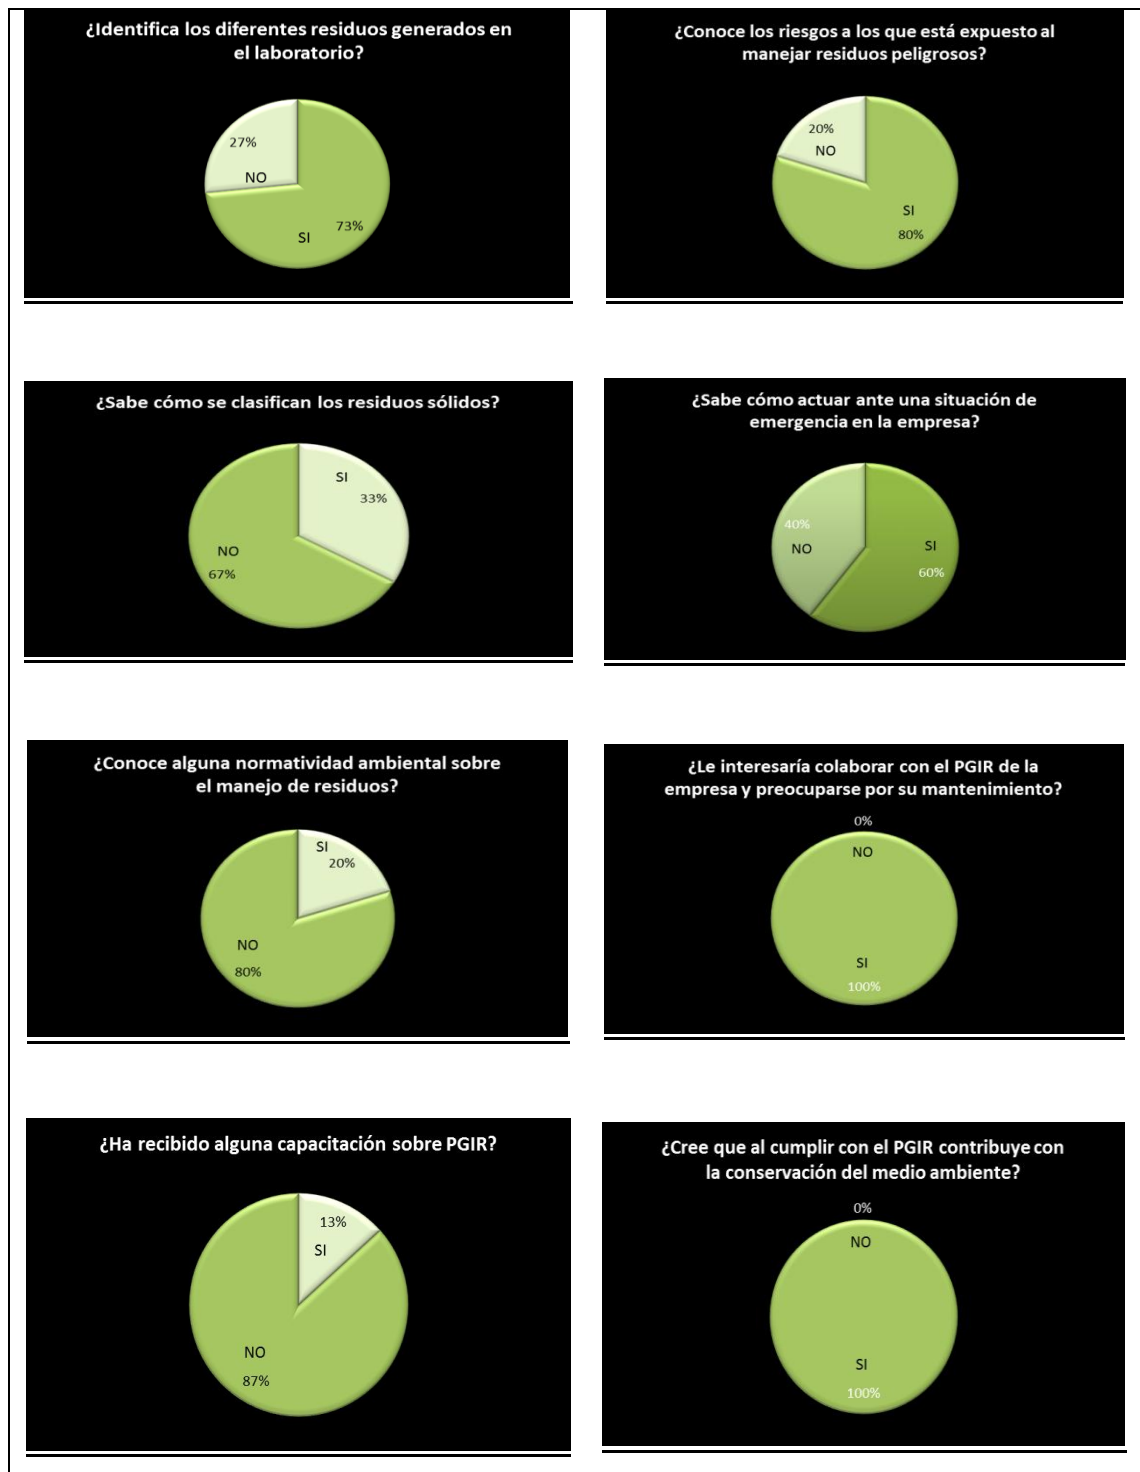 ¿Identifica los diferentes residuos generados en
el laboratorio?
27%
NO
73%
SI
¿Conoce los riesgos a los que está expuesto al
manejar residuos peligrosos?
20%
NO
SI
80%
¿Sabe cómo se clasifican los residuos sólidos?
SI
33%
NO
67%
¿Sabe cómo actuar ante una situación de
emergencia en la empresa?
40%
NO
SI
60%
¿Conoce alguna normatividad ambiental sobre
el manejo de residuos?
SI
20%
NO
80%
¿Le interesaría colaborar con el PGIR de la
empresa y preocuparse por su mantenimiento?
0%
NO
SI
100%
¿Ha recibido alguna capacitación sobre PGIR?
13%
SI
NO
87%
¿Cree que al cumplir con el PGIR contribuye con
la conservación del medio ambiente?
0%
NO
SI
100%